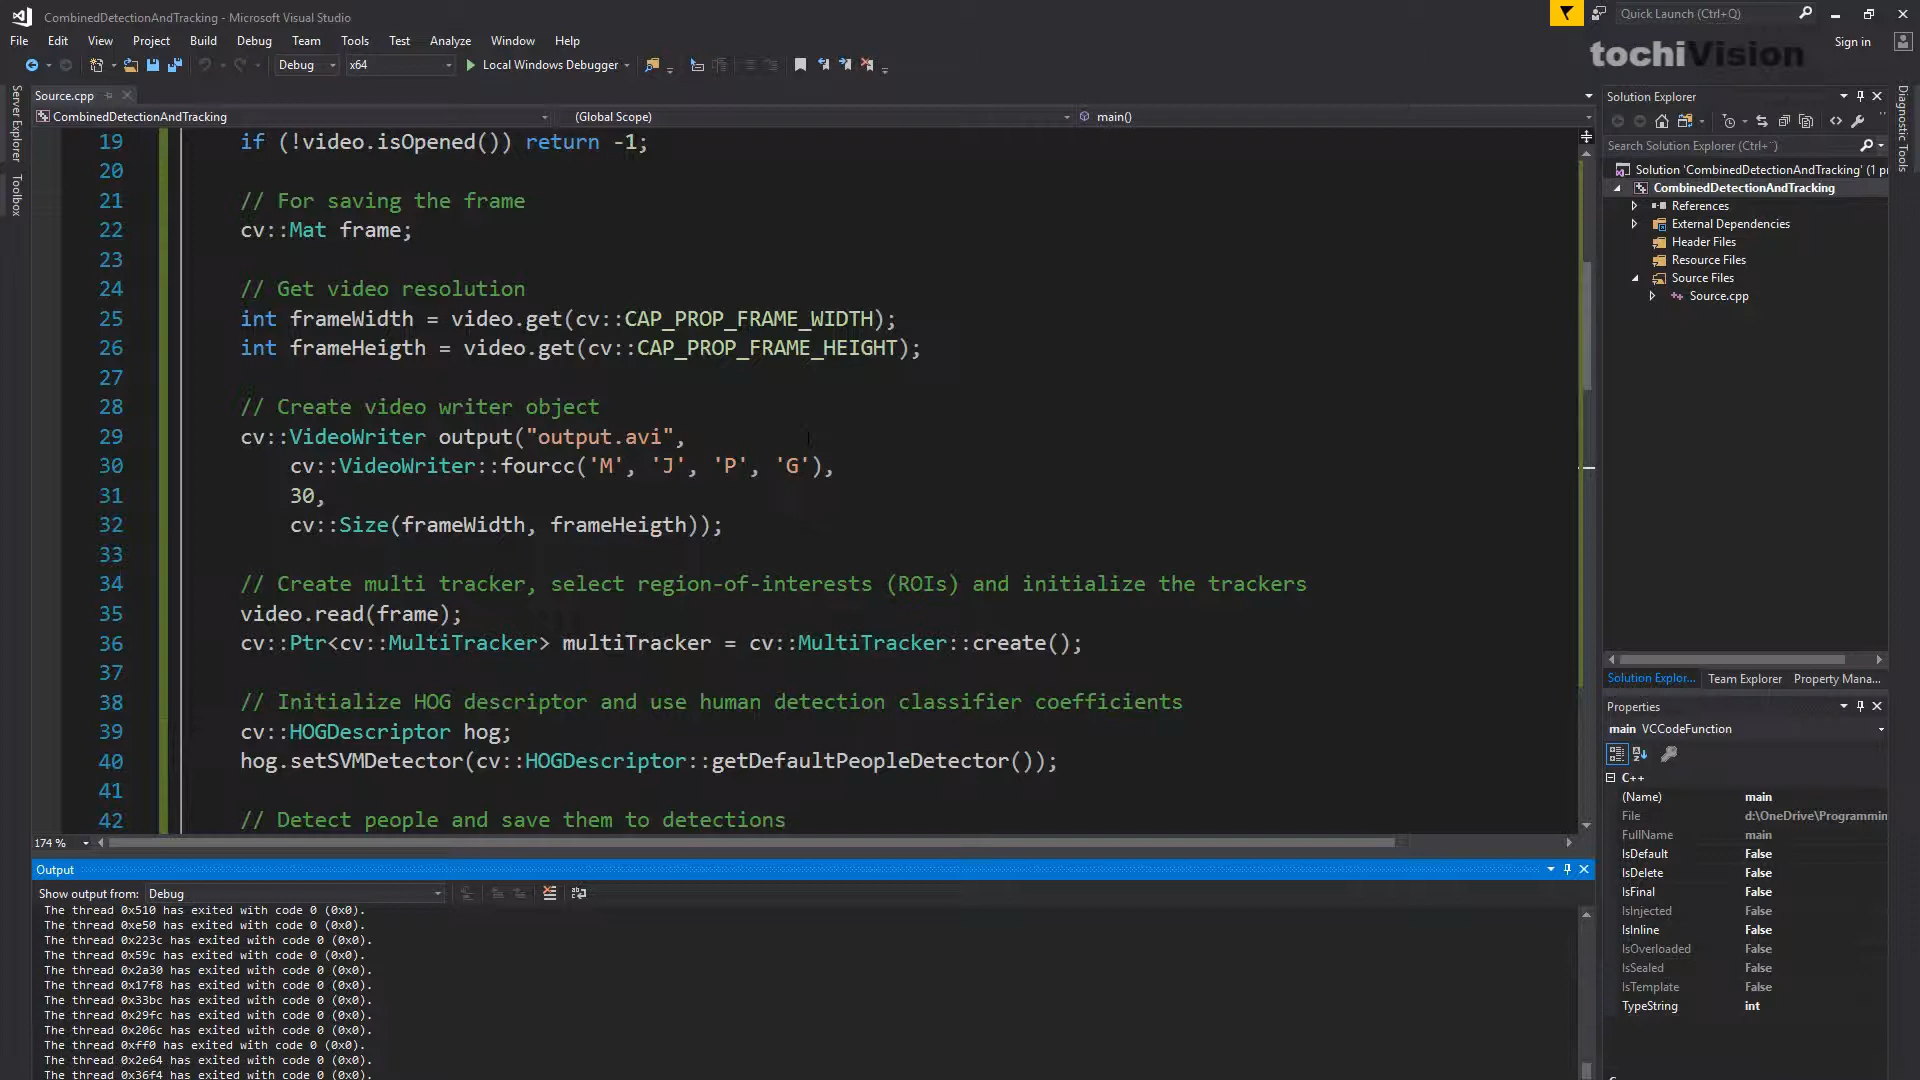 CombinedDetectionAndTracking - Microsoft Visual Studio
Quick Launch (Ctrl+Q)
File Edit View Project Build Debug Team Tools Test Analyze Window Help
Sign in
tochiVision
Debug x64 Local Windows Debugger
Server Explorer
Toolbox
Source.cpp
CombinedDetectionAndTracking (Global Scope) main()
19 if (!video.isOpened()) return -1;
20
21 // For saving the frame
22 cv::Mat frame;
23
24 // Get video resolution
25 int frameWidth = video.get(cv::CAP_PROP_FRAME_WIDTH);
26 int frameHeigth = video.get(cv::CAP_PROP_FRAME_HEIGHT);
27
28 // Create video writer object
29 cv::VideoWriter output("output.avi",
30 cv::VideoWriter::fourcc('M', 'J', 'P', 'G'),
31 30,
32 cv::Size(frameWidth, frameHeigth));
33
34 // Create multi tracker, select region-of-interests (ROIs) and initialize the trackers
35 video.read(frame);
36 cv::Ptr<cv::MultiTracker> multiTracker = cv::MultiTracker::create();
37
38 // Initialize HOG descriptor and use human detection classifier coefficients
39 cv::HOGDescriptor hog;
40 hog.setSVMDetector(cv::HOGDescriptor::getDefaultPeopleDetector());
41
42 // Detect people and save them to detections
174 %
Output
Show output from: Debug
The thread 0x510 has exited with code 0 (0x0).
The thread 0xe50 has exited with code 0 (0x0).
The thread 0x223c has exited with code 0 (0x0).
The thread 0x59c has exited with code 0 (0x0).
The thread 0x2a30 has exited with code 0 (0x0).
The thread 0x17f8 has exited with code 0 (0x0).
The thread 0x33bc has exited with code 0 (0x0).
The thread 0x29fc has exited with code 0 (0x0).
The thread 0x206c has exited with code 0 (0x0).
The thread 0xff0 has exited with code 0 (0x0).
The thread 0x2e64 has exited with code 0 (0x0).
The thread 0x36f4 has exited with code 0 (0x0).
Solution Explorer
Search Solution Explorer (Ctrl+¨)
Solution 'CombinedDetectionAndTracking' (1 pr
CombinedDetectionAndTracking
References
External Dependencies
Header Files
Resource Files
Source Files
Source.cpp
Solution Explor... Team Explorer Property Mana...
Properties
main VCCodeFunction
C++
(Name) main
File d:\OneDrive\Programmin
FullName main
IsDefault False
IsDelete False
IsFinal False
IsInjected False
IsInline False
IsOverloaded False
IsSealed False
IsTemplate False
TypeString int
Diagnostic Tools